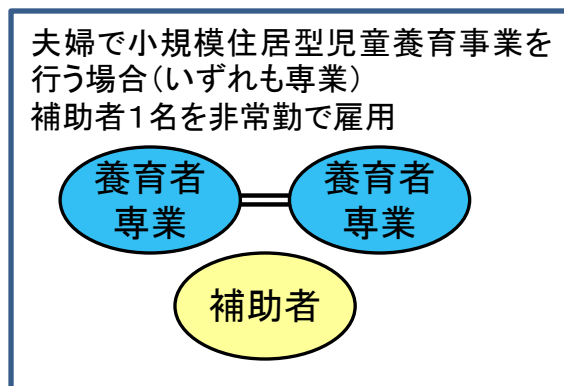 夫婦で小規模住居型児童養育事業を
行う場合（いずれも専業）
補助者１名を非常勤で雇用
養育者
専業
養育者
専業
補助者